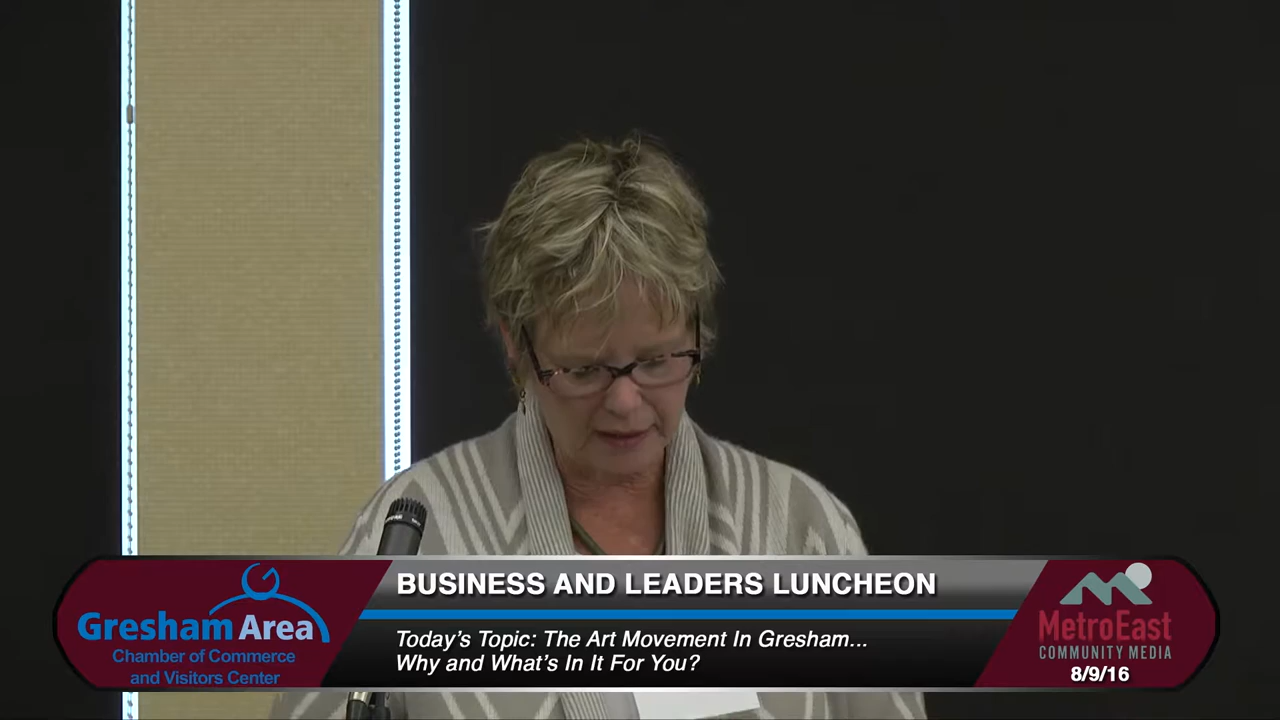 BUSINESS AND LEADERS LUNCHEON
Gresham Area
Chamber of Commerce
and Visitors Center
Today's Topic: The Art Movement In Gresham...
Why and What's In It For You?
MetroEast
COMMUNITY MEDIA
8/9/16